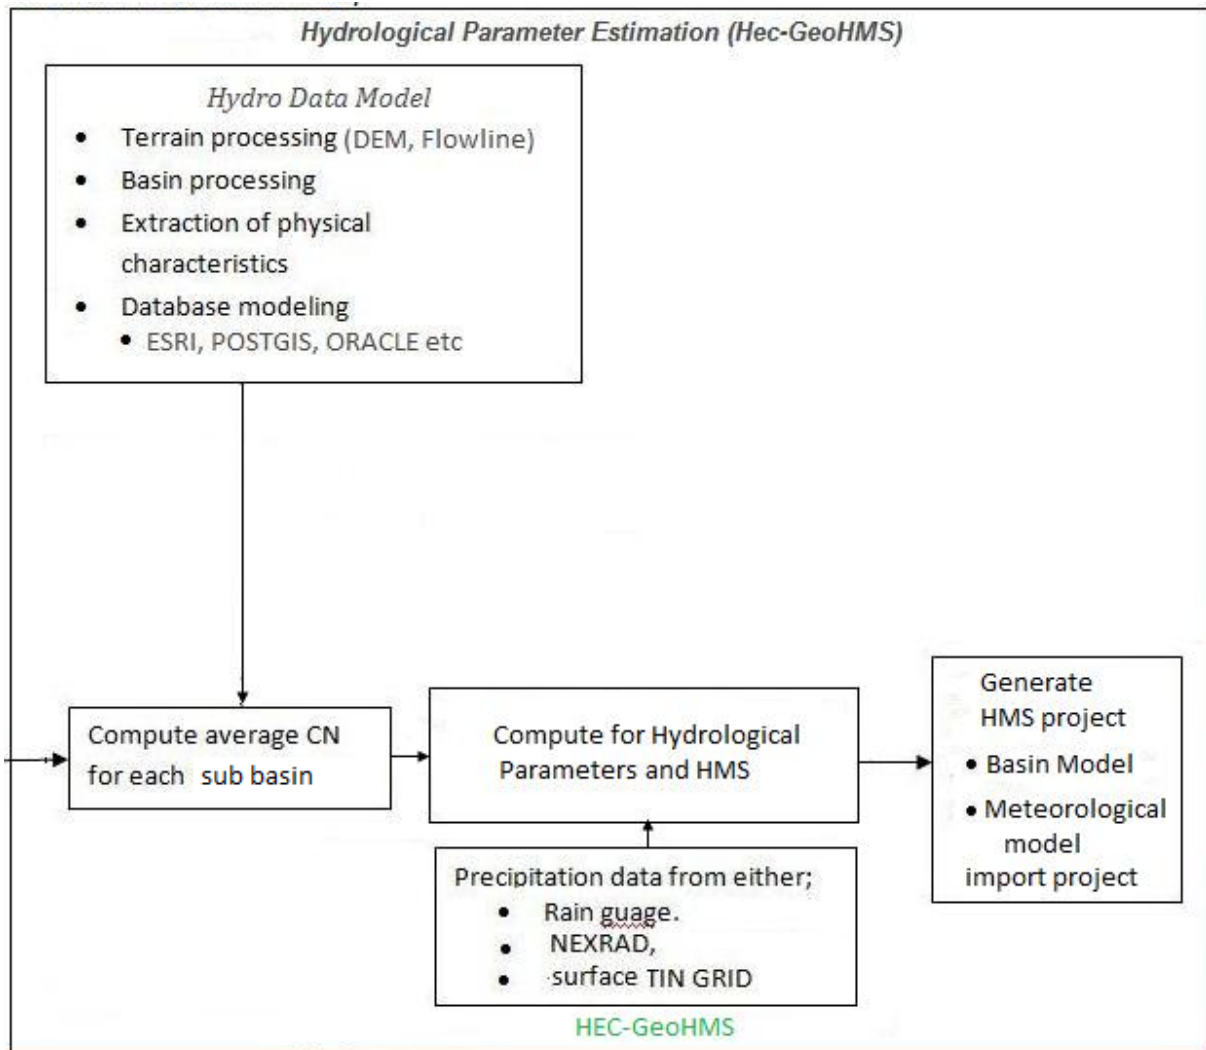 Hydrological Parameter Estimation (Hec-GeoHMS)
Hydro Data Model
• Terrain processing (DEM, Flowline)
• Basin processing
• Extraction of physical
characteristics
• Database modeling
• ESRI, POSTGIS, ORACLE etc
Compute average CN
for each sub basin
Compute for Hydrological
Parameters and HMS
Generate
HMS project
• Basin Model
• Meteorological
model
import project
Precipitation data from either;
• Rain guage.
• NEXRAD,
• surface TIN GRID
HEC-GeoHMS